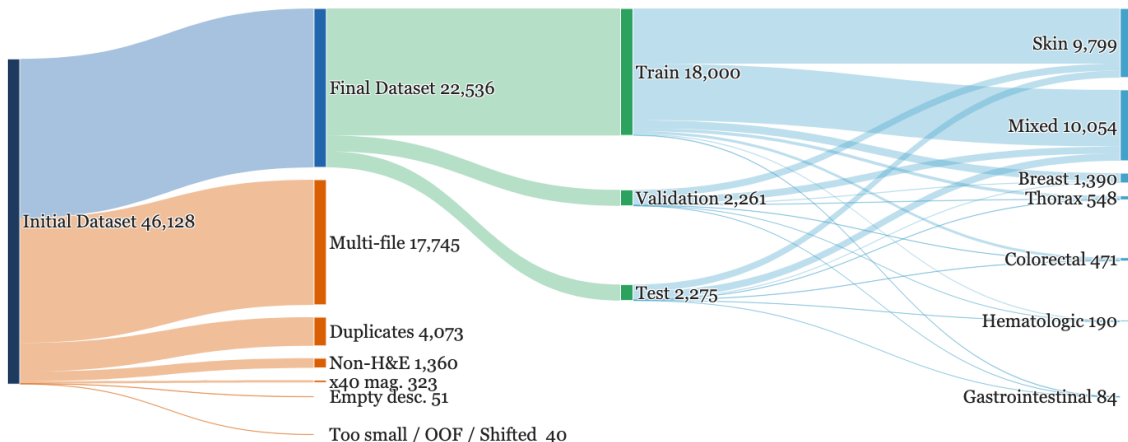 Initial Dataset 46,128
Final Dataset 22,536
Multi-file 17,745
Duplicates 4,073
Non-H&E 1,360
x40 mag. 323
Empty desc. 51
Too small / OOF / Shifted 40
Train 18,000
Validation 2,261
Test 2,275
Skin 9,799
Mixed 10,054
Breast 1,390
Thorax 548
Colorectal 471
Hematologic 190
Gastrointestinal 84